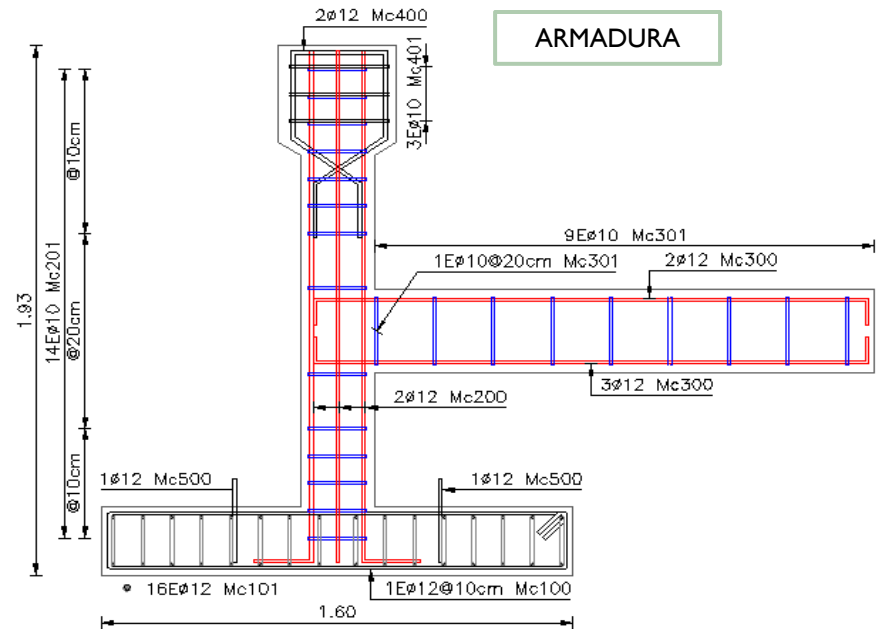 ARMADURA
2ø12 Mc400
3Eø10 Mc401
@10cm
14Eø10 Mc201
1.93
@20cm
9Eø10 Mc301
1Eø10@20cm Mc301
2ø12 Mc300
3ø12 Mc300
2ø12 Mc200
@10cm
1ø12 Mc500
1ø12 Mc500
16Eø12 Mc101
1Eø12@10cm Mc100
1.60